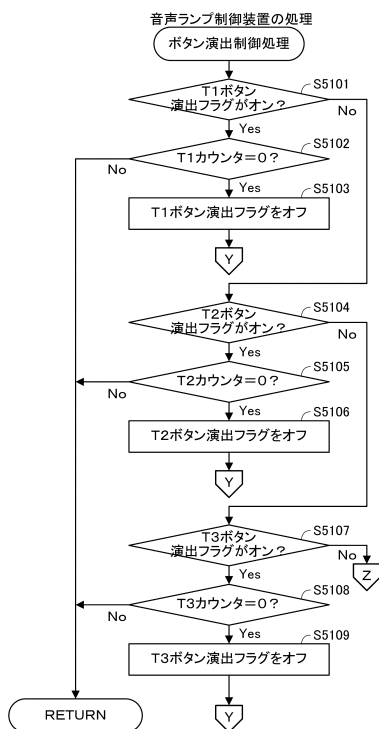 音声ランプ制御装置の処理
ボタン演出制御処理
S5101
T1ボタン
演出フラグがオン?
No
Yes
S5102
T1カウンタ=0?
No
Yes
S5103
T1ボタン演出フラグをオフ
Y
S5104
T2ボタン
演出フラグがオン?
No
Yes
S5105
T2カウンタ=0?
No
Yes
S5106
T2ボタン演出フラグをオフ
Y
S5107
T3ボタン
演出フラグがオン?
No
Yes
Z
S5108
T3カウンタ=0?
No
Yes
S5109
T3ボタン演出フラグをオフ
RETURN
Y